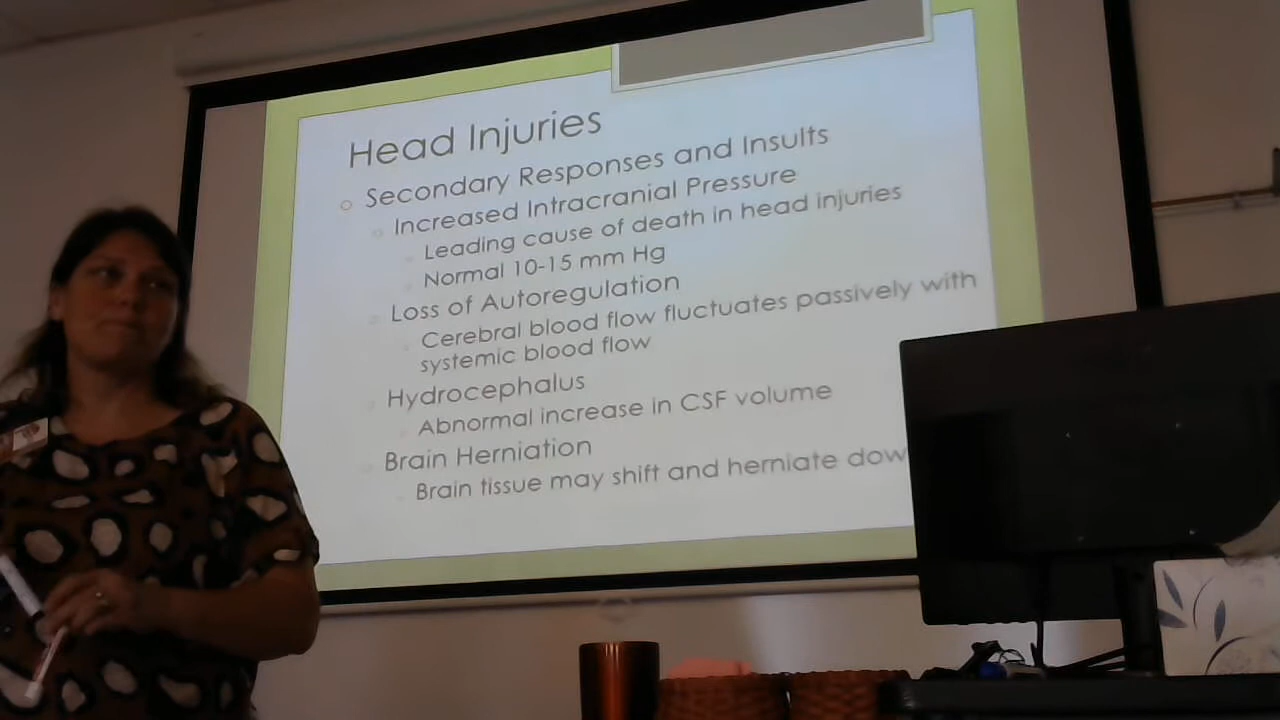 Head Injuries
Secondary Responses and Insults
Increased Intracranial Pressure
Leading cause of death in head injuries
Normal 10-15 mm Hg
Loss of Autoregulation
Cerebral blood flow fluctuates passively with
systemic blood flow
Hydrocephalus
Abnormal increase in CSF volume
Brain Herniation
Brain tissue may shift and herniate dow